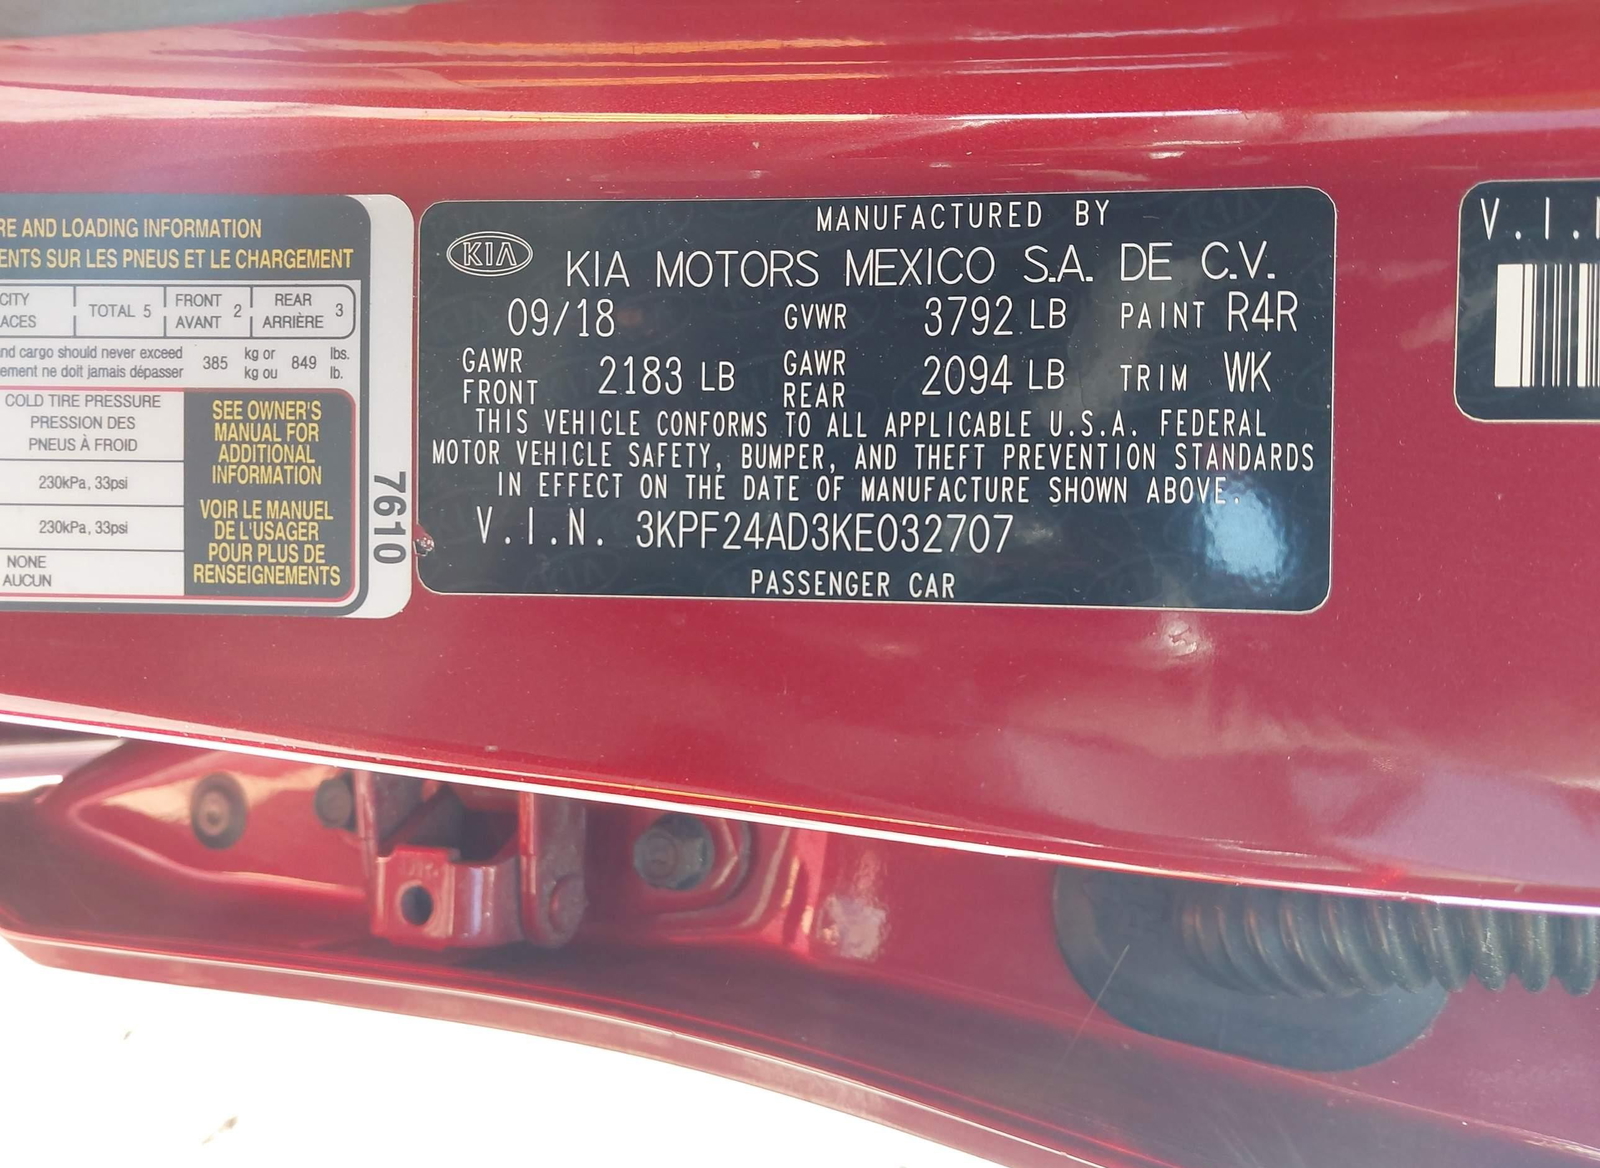 RE AND LOADING INFORMATION
ENTS SUR LES PNEUS ET LE CHARGEMENT
CITY
ACES
TOTAL 5
FRONT
AVANT
2
REAR
ARRIÈRE
3
nd cargo should never exceed
ement ne doit jamais dépasser
385
kg or
kg ou
849
lbs.
lb.
COLD TIRE PRESSURE
PRESSION DES
PNEUS À FROID
230kPa, 33psi
230kPa, 33psi
NONE
AUCUN
SEE OWNER'S
MANUAL FOR
ADDITIONAL
INFORMATION
VOIR LE MANUEL
DE L'USAGER
POUR PLUS DE
RENSEIGNEMENTS
7610
MANUFACTURED BY
KIA
KIA MOTORS MEXICO S.A. DE C.V.
09/18 GVWR 3792 LB PAINT R4R
GAWR FRONT 2183 LB GAWR REAR 2094 LB TRIM WK
THIS VEHICLE CONFORMS TO ALL APPLICABLE U.S.A. FEDERAL
MOTOR VEHICLE SAFETY, BUMPER, AND THEFT PREVENTION STANDARDS
IN EFFECT ON THE DATE OF MANUFACTURE SHOWN ABOVE.
V.I.N. 3KPF24AD3KE032707
PASSENGER CAR
V.I.N